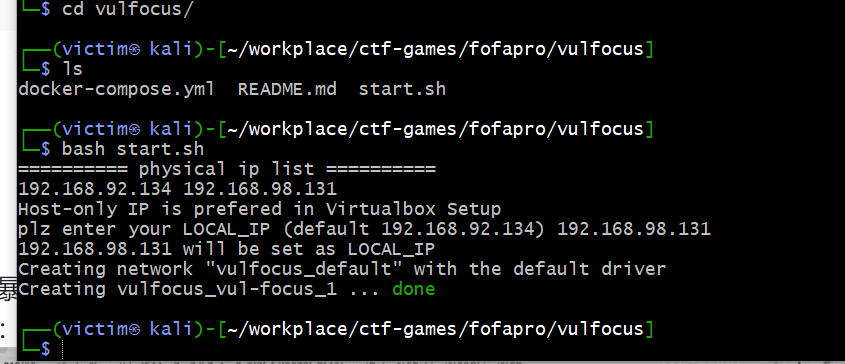 └─$ cd vulfocus/
┌──(victim㉿ kali)-[~/workplace/ctf-games/fofapro/vulfocus]
└─$ ls
docker-compose.yml  README.md  start.sh
┌──(victim㉿ kali)-[~/workplace/ctf-games/fofapro/vulfocus]
└─$ bash start.sh
========== physical ip list ==========
192.168.92.134 192.168.98.131
Host-only IP is prefered in Virtualbox Setup
plz enter your LOCAL_IP (default 192.168.92.134) 192.168.98.131
192.168.98.131 will be set as LOCAL_IP
Creating network "vulfocus_default" with the default driver
Creating vulfocus_vul-focus_1 ... done
暴
:
┌──(victim㉿ kali)-[~/workplace/ctf-games/fofapro/vulfocus]
└─$